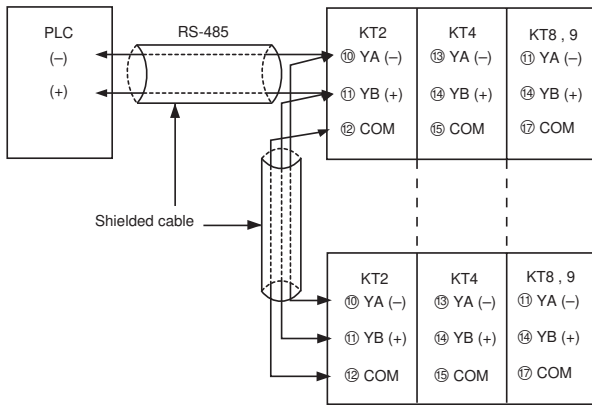 PLC RS-485 KT2 KT4 KT8 , 9
(–) ⑩ YA (–) ⑬ YA (–) ⑪ YA (–)
(+) ⑪ YB (+) ⑭ YB (+) ⑭ YB (+)
⑫ COM ⑮ COM ⑰ COM
Shielded cable
KT2 KT4 KT8 , 9
⑩ YA (–) ⑬ YA (–) ⑪ YA (–)
⑪ YB (+) ⑭ YB (+) ⑭ YB (+)
⑫ COM ⑮ COM ⑰ COM